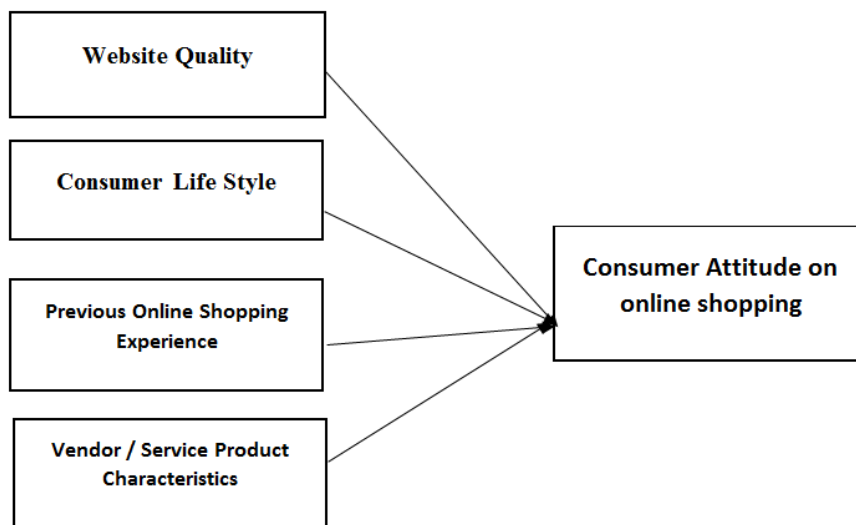 Website Quality
Consumer Life Style
Previous Online Shopping
Experience
Vendor / Service Product
Characteristics
Consumer Attitude on
online shopping